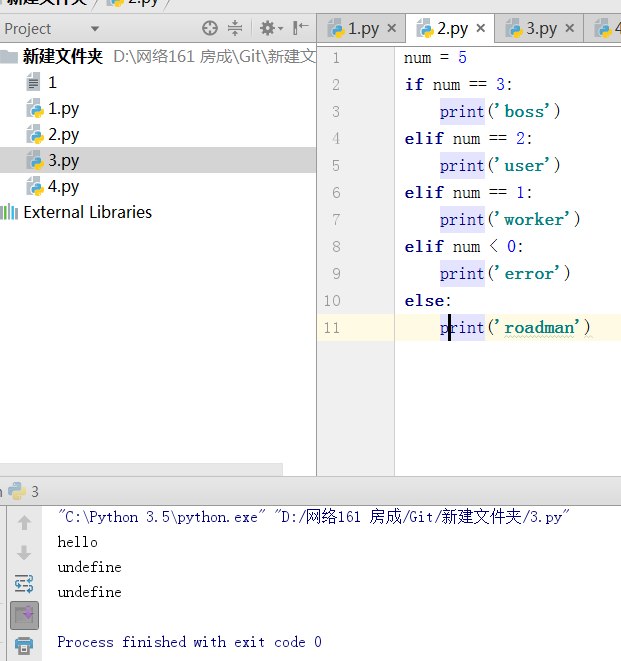 2.py
Project
新建文件夹 D:\网络161 房成\Git\新建文
1
1.py
2.py
3.py
4.py
External Libraries
1.py
2.py
3.py
4
1 num = 5
2 if num == 3:
3 print('boss')
4 elif num == 2:
5 print('user')
6 elif num == 1:
7 print('worker')
8 elif num < 0:
9 print('error')
10 else:
11 print('roadman')
3
"C:\Python 3.5\python.exe" "D:/网络161 房成/Git/新建文件夹/3.py"
hello
undefine
undefine
Process finished with exit code 0